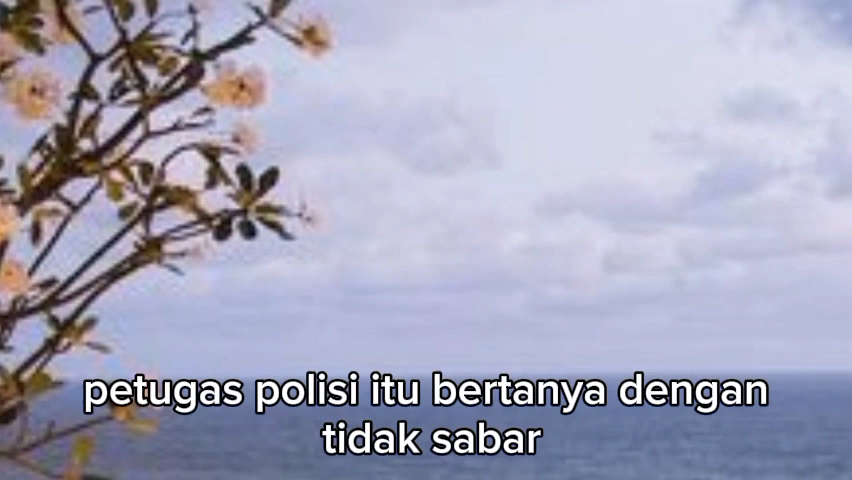 petugas polisi itu bertanya dengan
tidak sabar